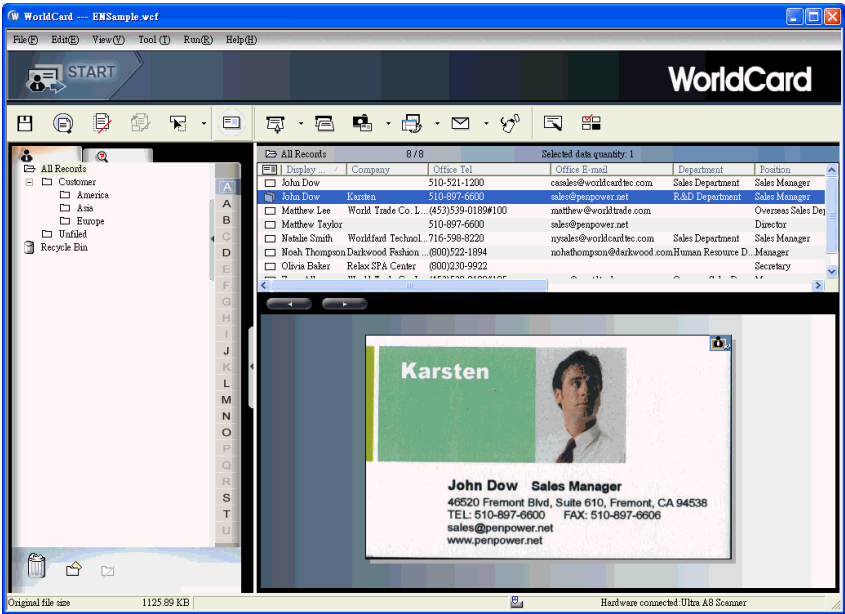 WorldCard --- ENSample.wcf
File(F) Edit(E) View(V) Tool (T) Run(R) Help(H)
START
WorldCard
All Records 8 / 8 Selected data quantity: 1
Display ... Company Office Tel Office E-mail Department Position
John Dow 510-521-1200 casales@worldcardtec.com Sales Department Sales Manager
John Dow Karsten 510-897-6600 sales@penpower.net R&D Department Sales Manager
Matthew Lee World Trade Co. L...(453)539-0189#100 matthew@worldtrade.com Overseas Sales Dep
Matthew Taylor 510-897-6600 sales@penpower.net Director
Natalie Smith Worldfard Technol...716-598-8220 nysales@worldcardtec.com Sales Department Sales Manager
Noah Thompson Darkwood Fashion ...(800)522-1894 nohathompson@darkwood.com Human Resource D...Manager
Olivia Baker Relax SPA Center (800)230-9922 Secretary
All Records
Customer
America
Asia
Europe
Unfiled
Recycle Bin
A
A
B
C
D
E
F
G
H
I
J
K
L
M
N
O
P
Q
R
S
T
U
Karsten
John Dow Sales Manager
46520 Fremont Blvd, Suite 610, Fremont, CA 94538
TEL: 510-897-6600 FAX: 510-897-6606
sales@penpower.net
www.penpower.net
Original file size 1125.89 KB Hardware connected:Ultra A8 Scanner